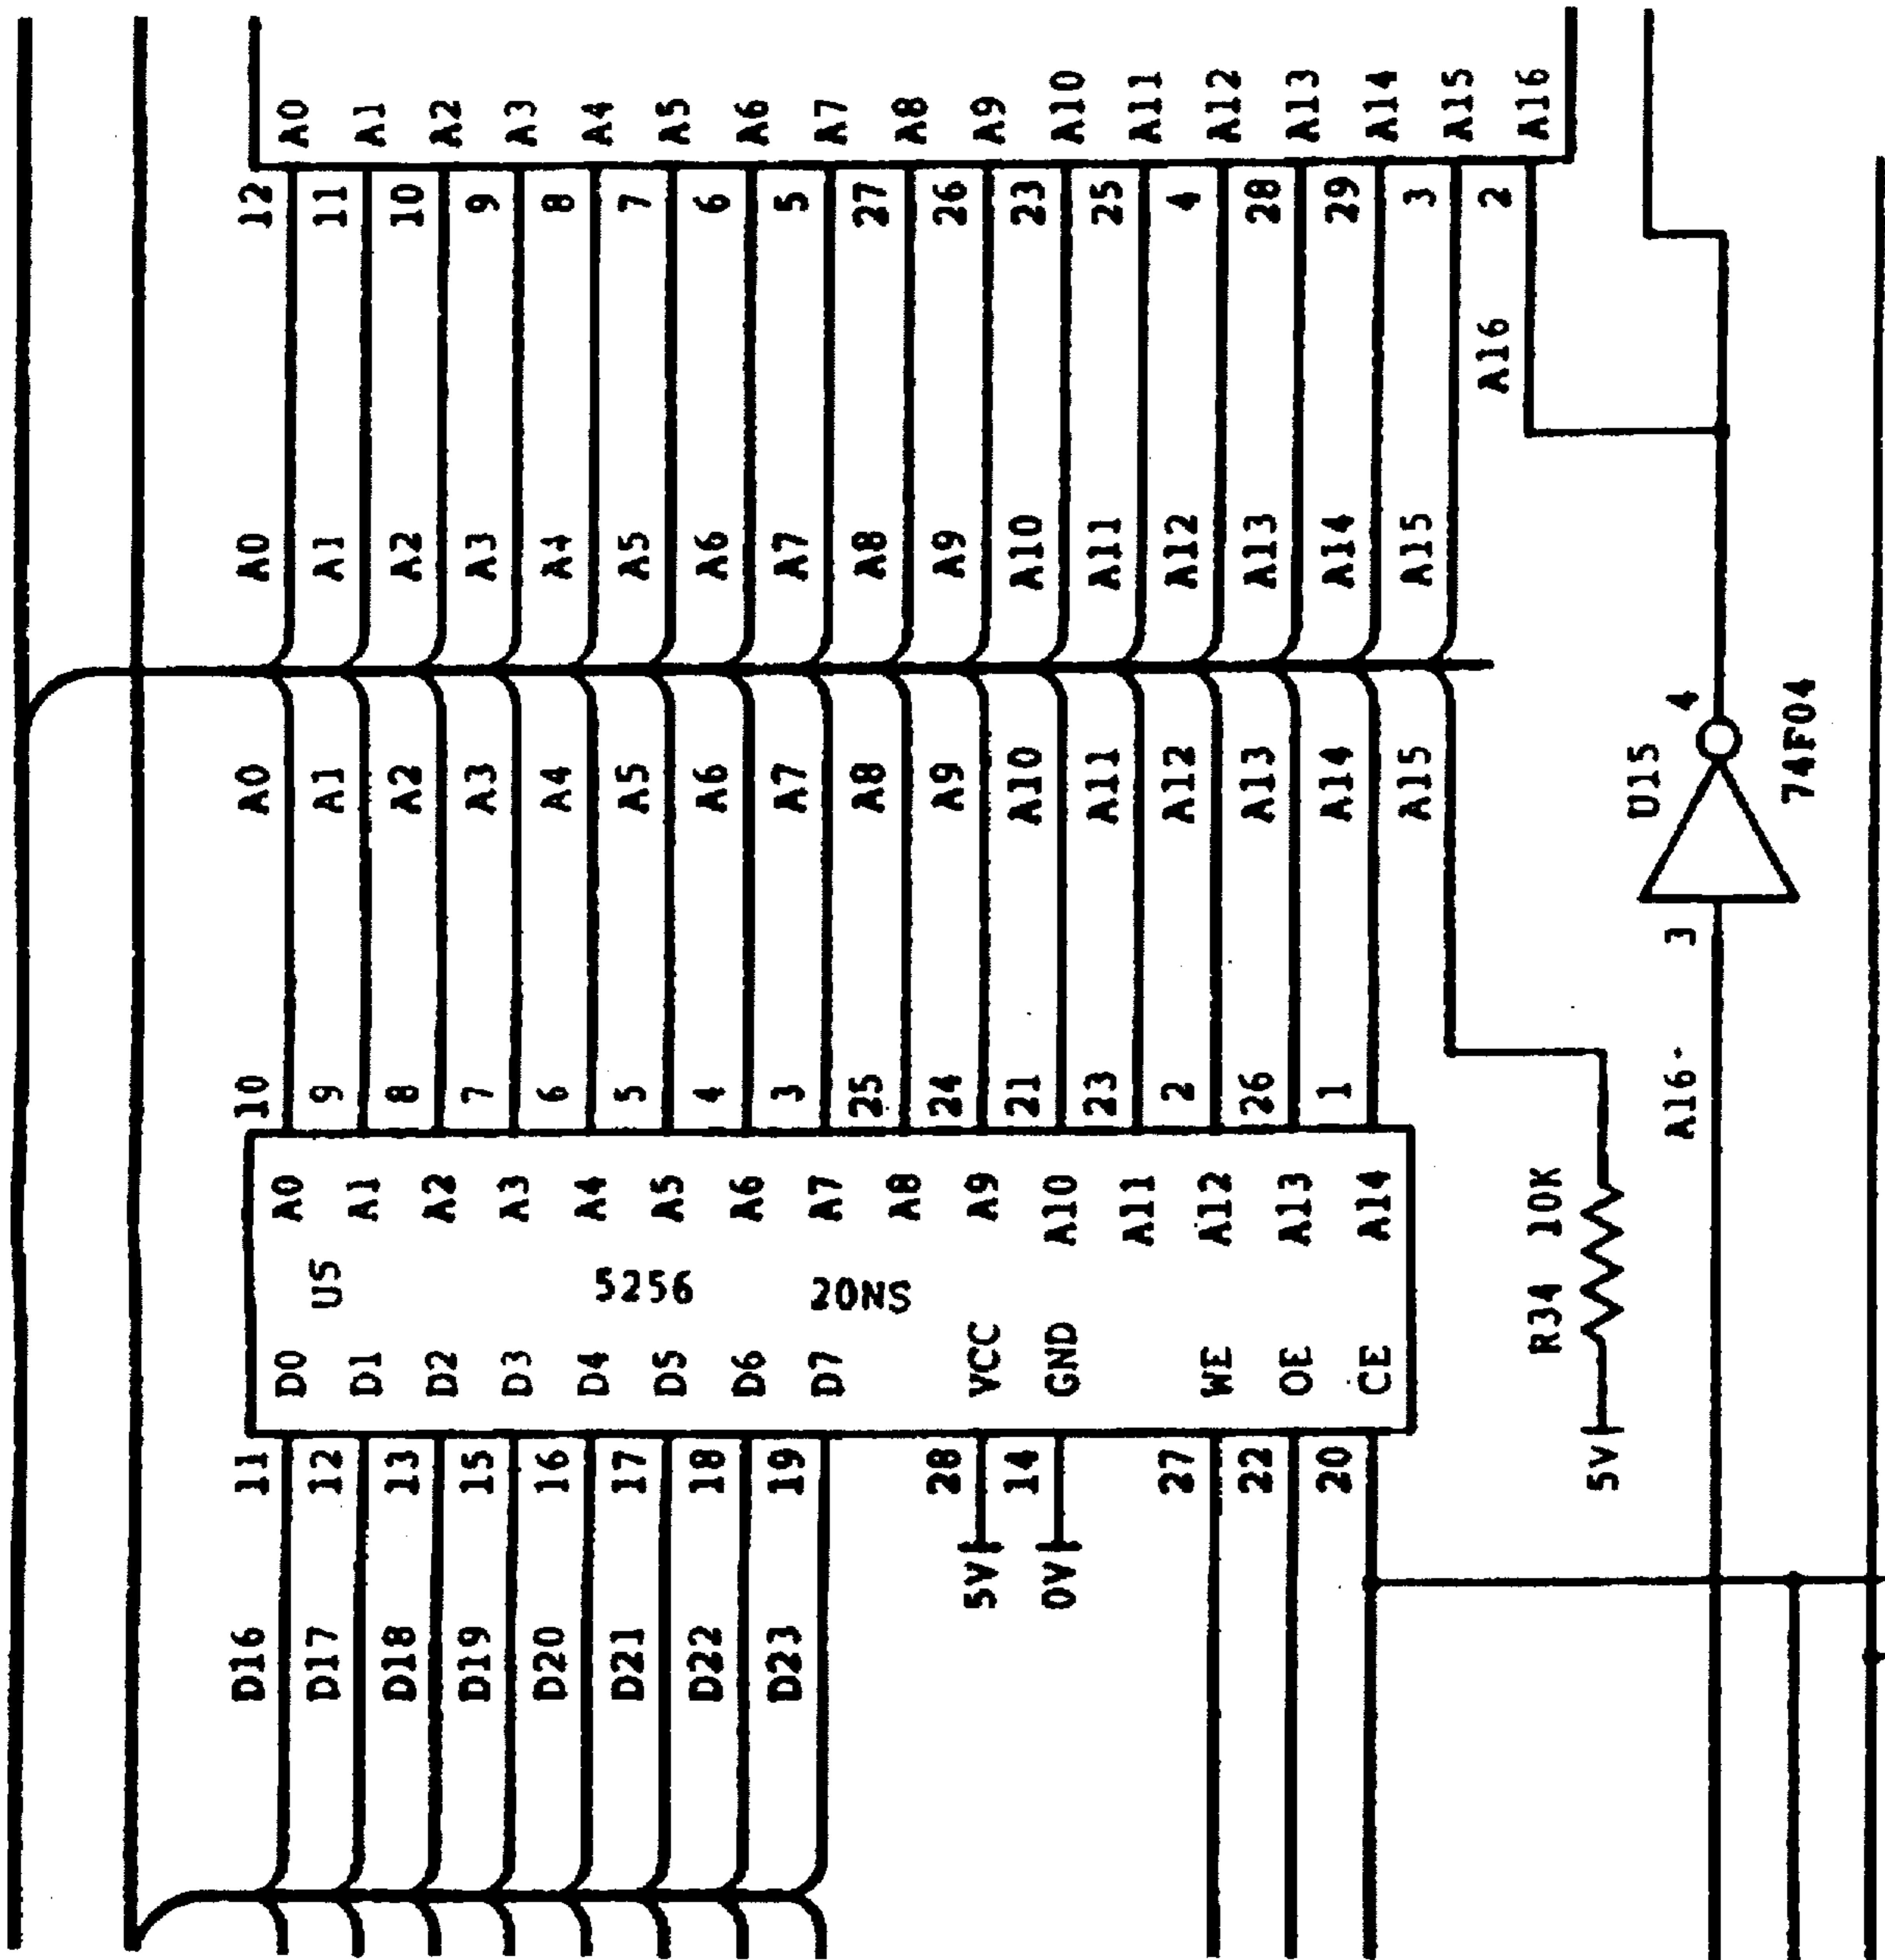 D16 11 10 A0 A0 12
D0 A0 A0
D17 12 U5 9 A1 A1 11
D1 A1 A1
D18 13 8 A2 A2 10
D2 A2 A2
D19 15 7 A3 A3 9
D3 A3 A3
D20 16 6 A4 A4 8
D4 A4 A4
D21 17 5256 5 A5 A5 7
D5 A5 A5
D22 18 4 A6 A6 6
D6 A6 A6
D23 19 3 A7 A7 5
D7 A7 A7
20NS 25 A8 A8 27
A8 A8
28 24 A9 A9 26
5V VCC A9 A9
14 21 A10 A10 23
0V GND A10 A10
23 A11 A11 25
A11 A11
27 2 A12 A12 4
WE A12 A12
22 26 A13 A13 28
OE A13 A13
20 1 A14 A14 29
CE A14 A14
A15 A15 3
A15
A16 2
A16
R34 10K
5V
U15
A16 3 4
74F04